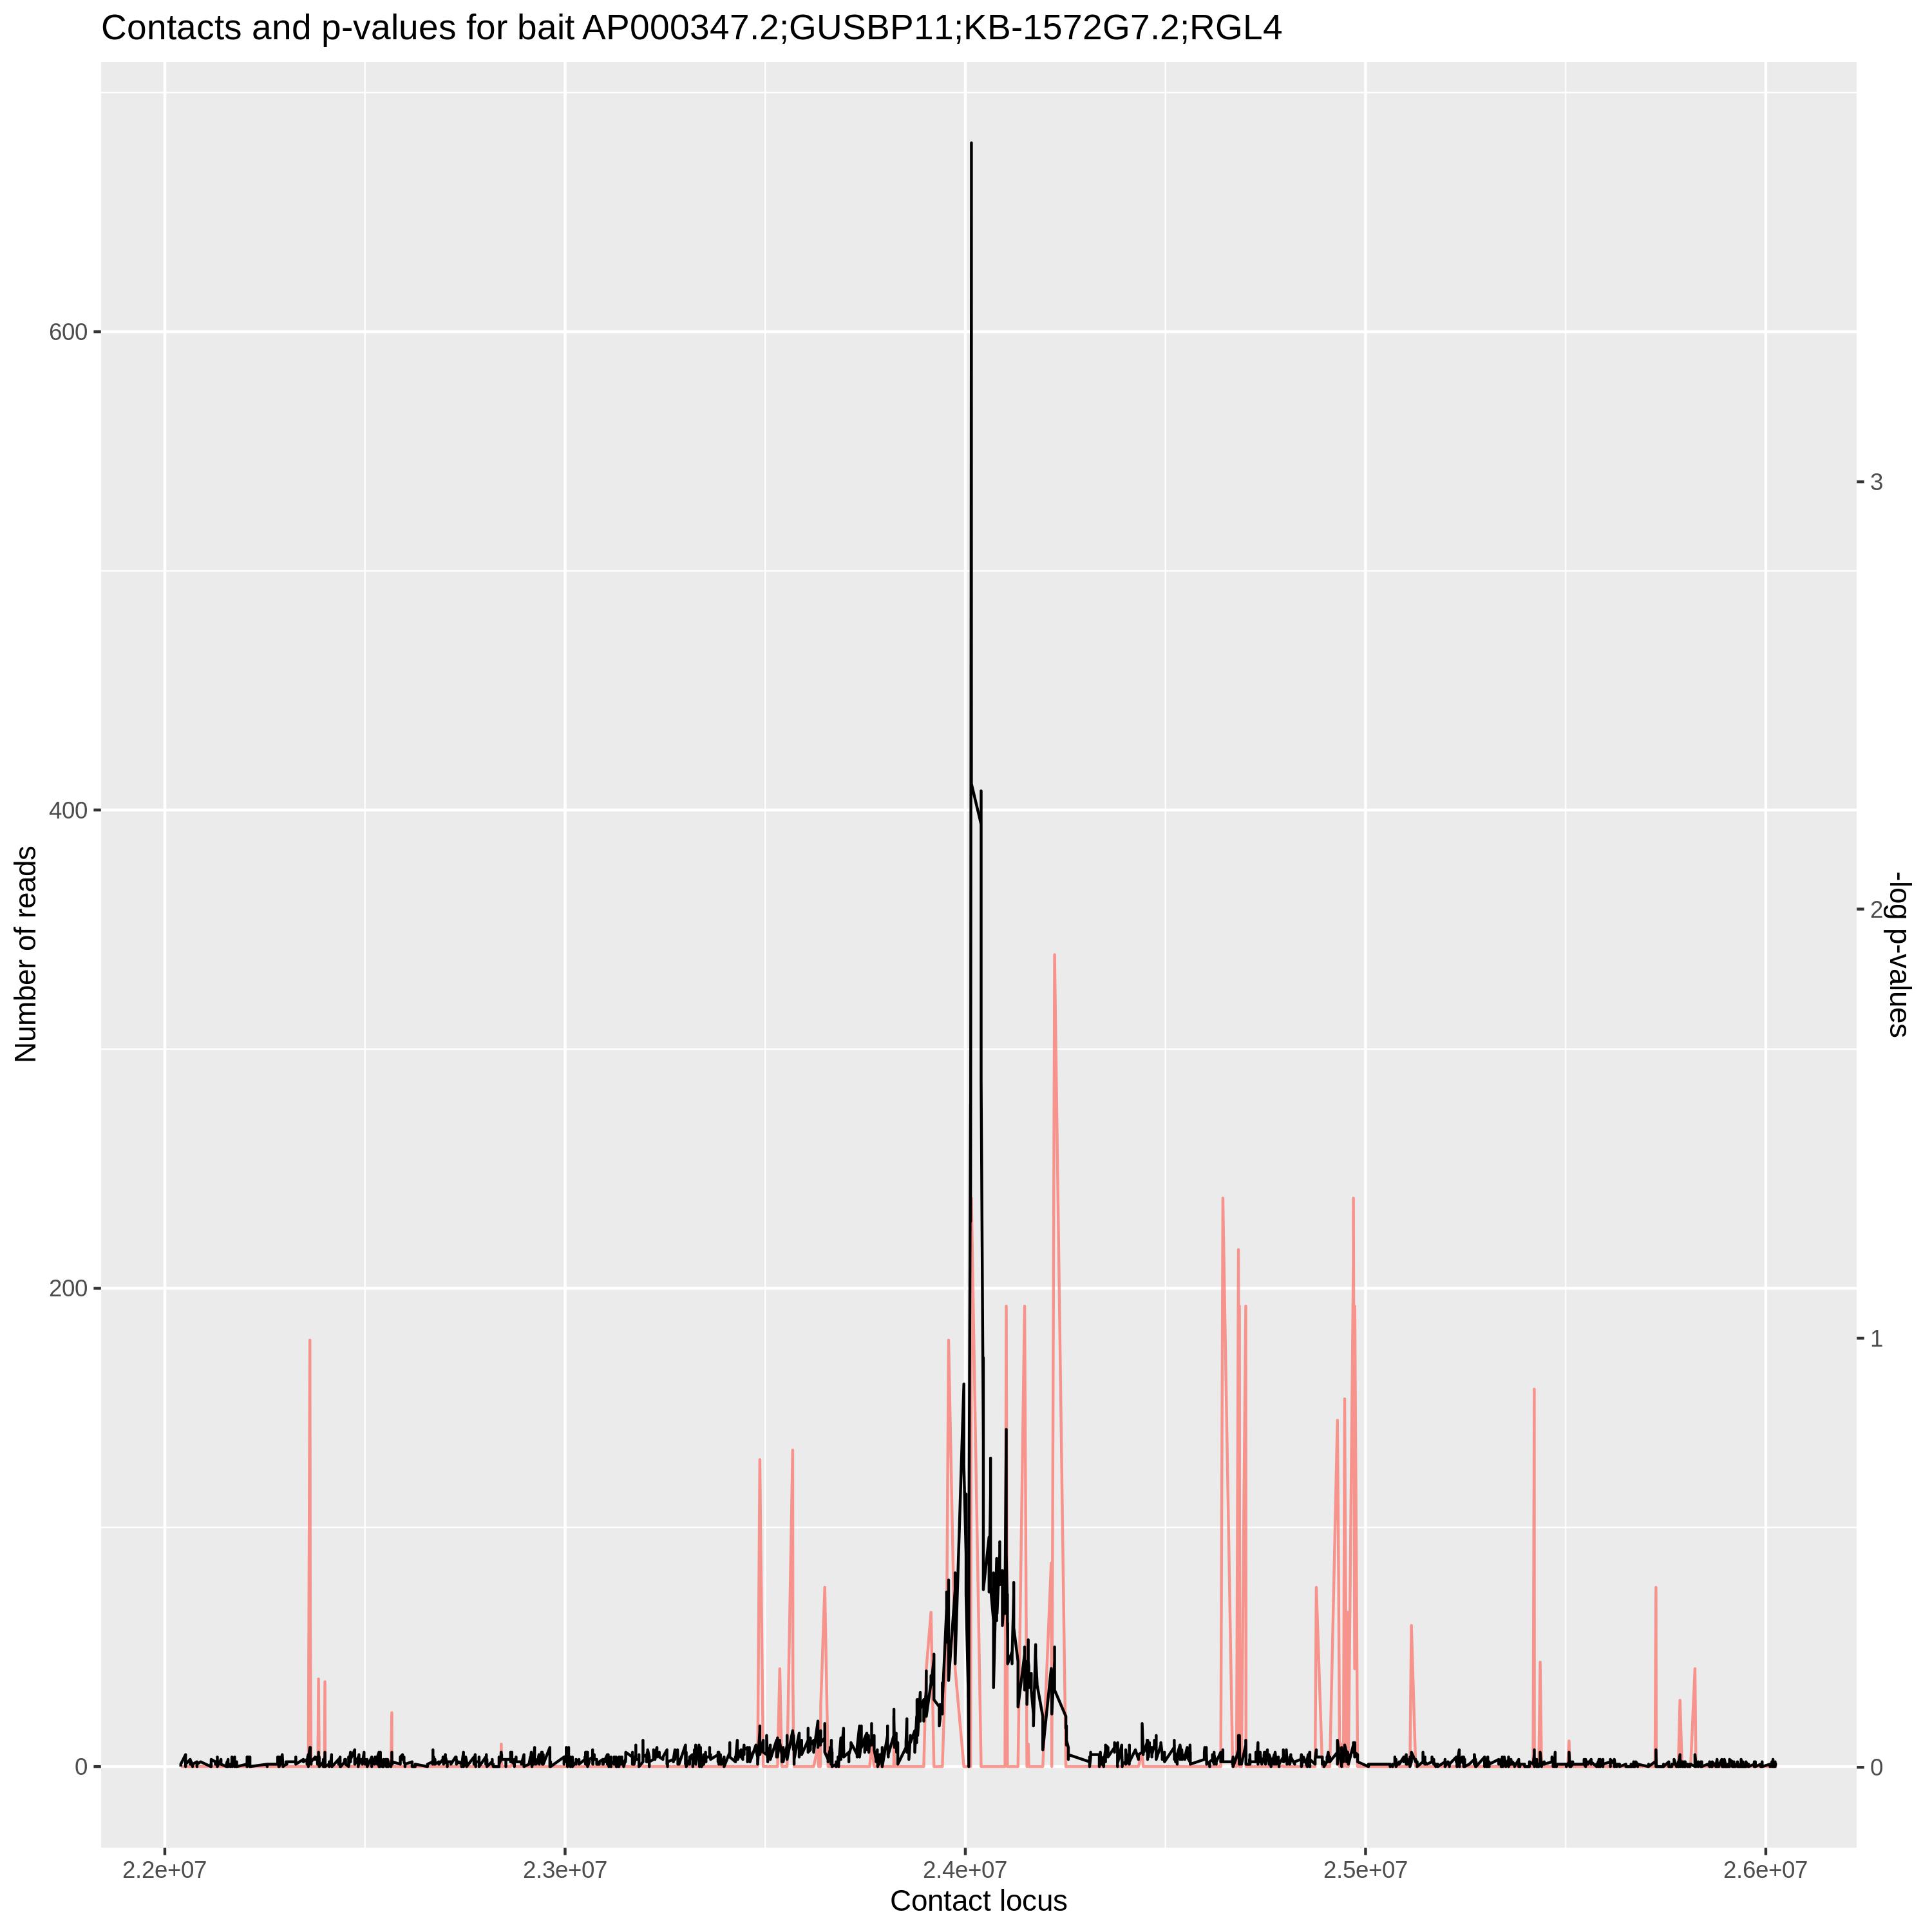 Contacts and p-values for bait AP000347.2;GUSBP11;KB-1572G7.2;RGL4
600
400
200
0
Number of reads
3
2
1
0
-log p-values
2.2e+07 2.3e+07 2.4e+07 2.5e+07 2.6e+07
Contact locus